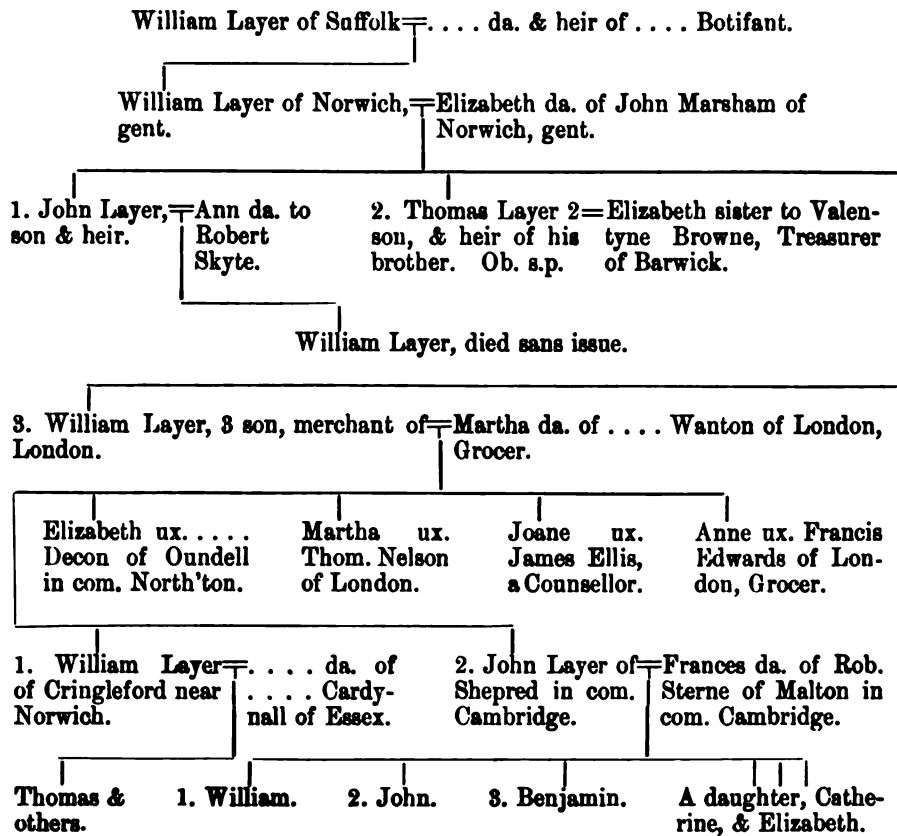 William Layer of Suffolk=. . . . da. & heir of . . . . Botifant.
William Layer of Norwich,=Elizabeth da. of John Marsham of
gent. Norwich, gent.
1. John Layer,=Ann da. to
son & heir. Robert
Skyte.
2. Thomas Layer 2=Elizabeth sister to Valen-
son, & heir of his tyne Browne, Treasurer
brother. Ob. s.p. of Barwick.
William Layer, died sans issue.
3. William Layer, 3 son, merchant of=Martha da. of . . . . Wanton of London,
London. Grocer.
Elizabeth ux. . . . .
Decon of Oundell
in com. North'ton.
Martha ux.
Thom. Nelson
of London.
Joane ux.
James Ellis,
a Counsellor.
Anne ux. Francis
Edwards of Lon-
don, Grocer.
1. William Layer=. . . . da. of
of Cringleford near . . . . Cardy-
Norwich. nall of Essex.
2. John Layer of=Frances da. of Rob.
Shepred in com. Sterne of Malton in
Cambridge. com. Cambridge.
Thomas &
others.
1. William. 2. John. 3. Benjamin.
A daughter, Cathe-
rine, & Elizabeth.